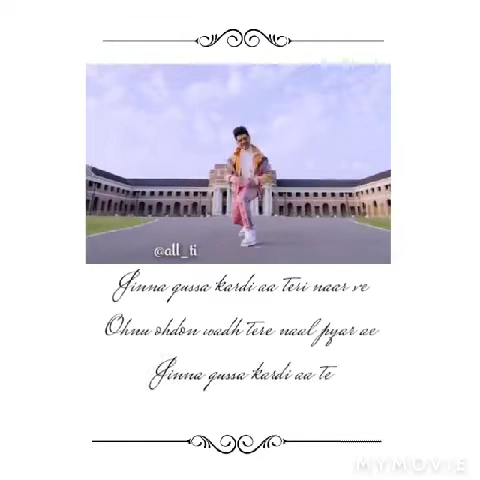 @all_ti
Jinna gussa kardi aa teri naar ve
Ohnu ohdon wadh tere naal pyar ae
Jinna gussa kardi aa te
MYMOVIE